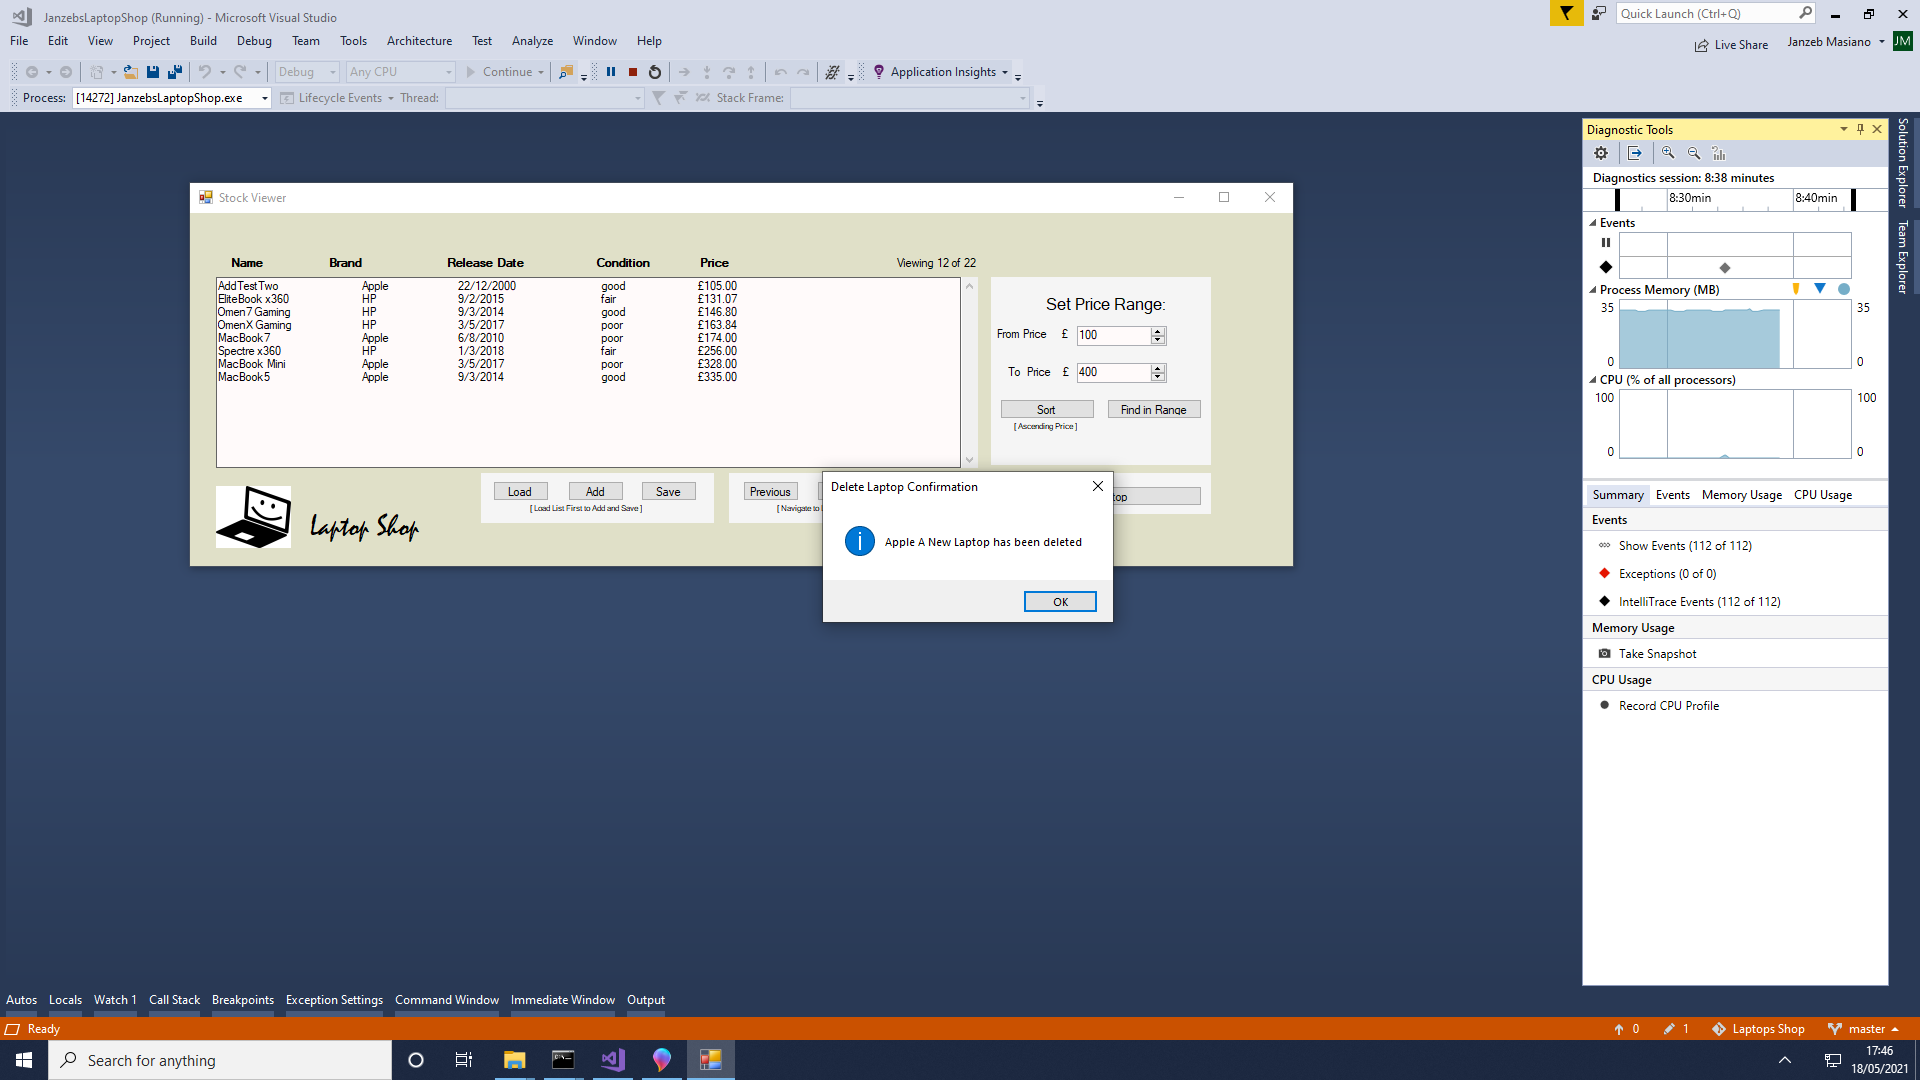 JanzebsLaptopShop (Running) - Microsoft Visual Studio
Quick Launch (Ctrl+Q)
File Edit View Project Build Debug Team Tools Architecture Test Analyze Window Help
Live Share Janzeb Masiano JM
Debug Any CPU Continue Application Insights
Process: [14272] JanzebsLaptopShop.exe Lifecycle Events Thread: Stack Frame:
Stock Viewer
Name Brand Release Date Condition Price Viewing 12 of 22
AddTestTwo Apple 22/12/2000 good £105.00
EliteBook x360 HP 9/2/2015 fair £131.07
Omen7 Gaming HP 9/3/2014 good £146.80
OmenX Gaming HP 3/5/2017 poor £163.84
MacBook7 Apple 6/8/2010 poor £174.00
Spectre x360 HP 1/3/2018 fair £256.00
MacBook Mini Apple 3/5/2017 poor £328.00
MacBook5 Apple 9/3/2014 good £335.00
Set Price Range:
From Price £ 100
To Price £ 400
Sort Find in Range
[ Ascending Price ]
Load Add Save
[ Load List First to Add and Save ]
Previous
[ Navigate to
top
Laptop Shop
Delete Laptop Confirmation
Apple A New Laptop has been deleted
OK
Diagnostic Tools
Diagnostics session: 8:38 minutes
8:30min 8:40min
Events
Process Memory (MB)
35 35
0 0
CPU (% of all processors)
100 100
0 0
Summary Events Memory Usage CPU Usage
Events
Show Events (112 of 112)
Exceptions (0 of 0)
IntelliTrace Events (112 of 112)
Memory Usage
Take Snapshot
CPU Usage
Record CPU Profile
Solution Explorer
Team Explorer
Autos Locals Watch 1 Call Stack Breakpoints Exception Settings Command Window Immediate Window Output
Ready 0 1 Laptops Shop master
Search for anything
17:46
18/05/2021